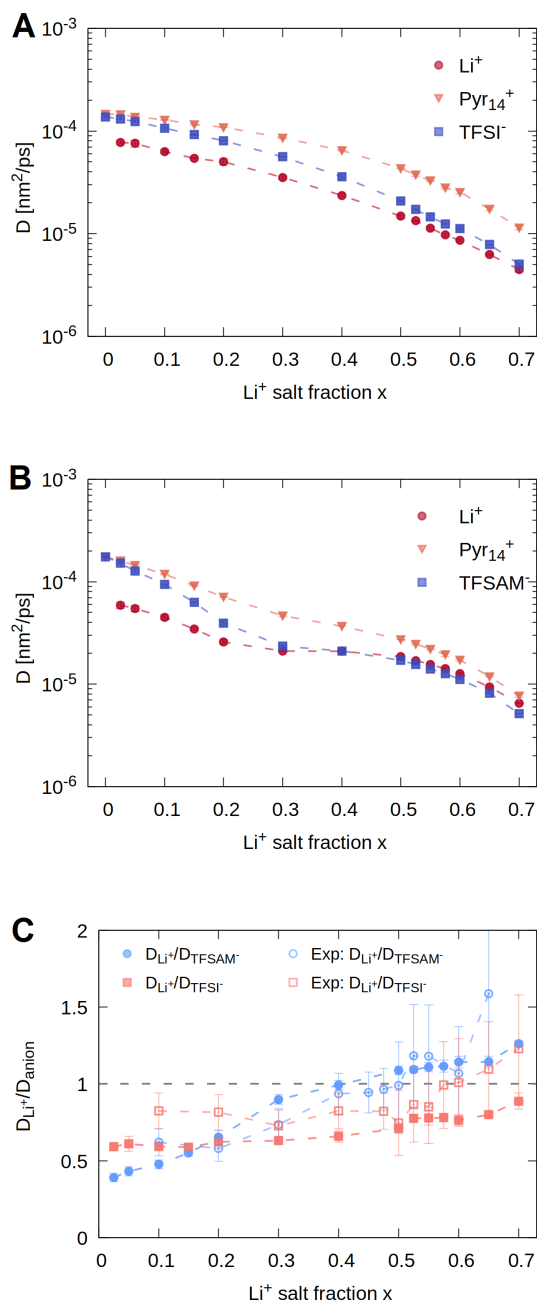 A
10⁻³
10⁻⁴
10⁻⁵
10⁻⁶
D [nm²/ps]
Li⁺
Pyr₁₄⁺
TFSI⁻
0 0.1 0.2 0.3 0.4 0.5 0.6 0.7
Li⁺ salt fraction x
B
10⁻³
10⁻⁴
10⁻⁵
10⁻⁶
D [nm²/ps]
Li⁺
Pyr₁₄⁺
TFSAM⁻
0 0.1 0.2 0.3 0.4 0.5 0.6 0.7
Li⁺ salt fraction x
C
2
1.5
1
0.5
0
D_Li⁺/D_anion
D_Li⁺/D_TFSAM⁻ Exp: D_Li⁺/D_TFSAM⁻
D_Li⁺/D_TFSI⁻ Exp: D_Li⁺/D_TFSI⁻
0 0.1 0.2 0.3 0.4 0.5 0.6 0.7
Li⁺ salt fraction x